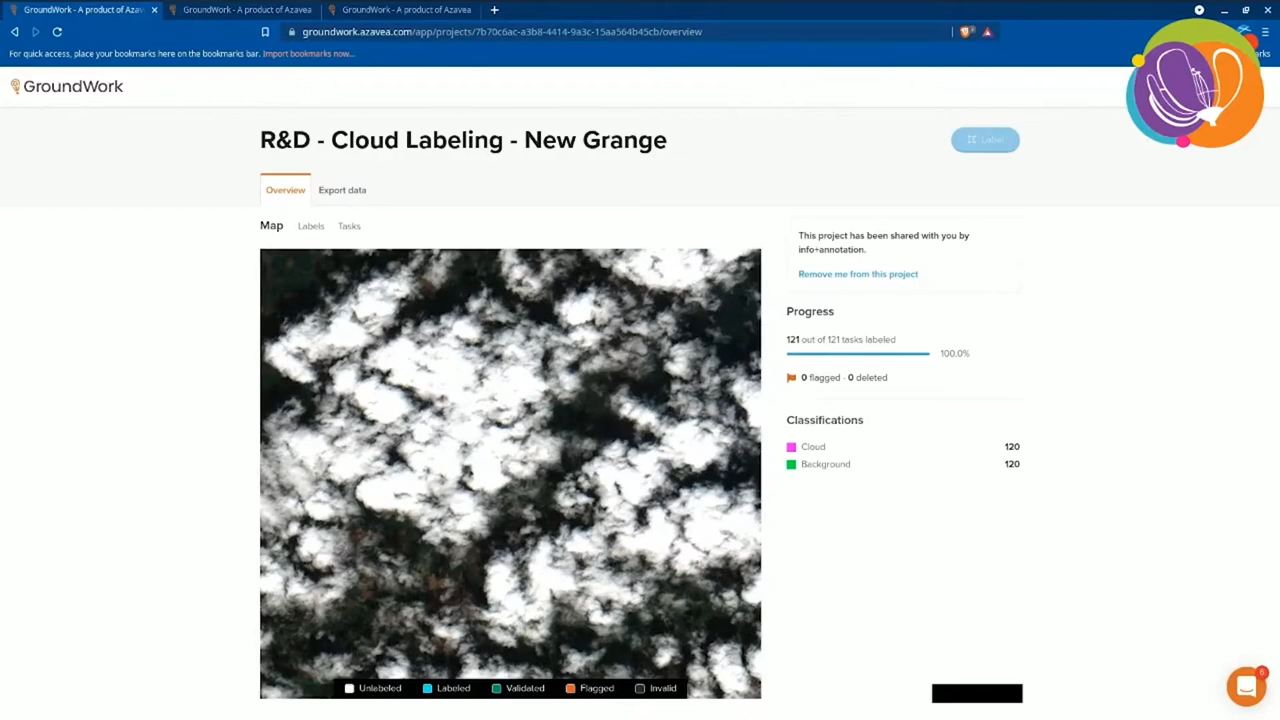 GroundWork - A product of Azav
GroundWork - A product of Azavea
GroundWork - A product of Azavea
groundwork.azavea.com/app/projects/7b70c6ac-a3b8-4414-9a3c-15aa564b45cb/overview
For quick access, place your bookmarks here on the bookmarks bar. Import bookmarks now...
GroundWork
R&D - Cloud Labeling - New Grange
Label
Overview
Export data
Map
Labels
Tasks
This project has been shared with you by
info+annotation.
Remove me from this project
Progress
121 out of 121 tasks labeled
100.0%
0 flagged · 0 deleted
Classifications
Cloud
120
Background
120
Unlabeled
Labeled
Validated
Flagged
Invalid
6